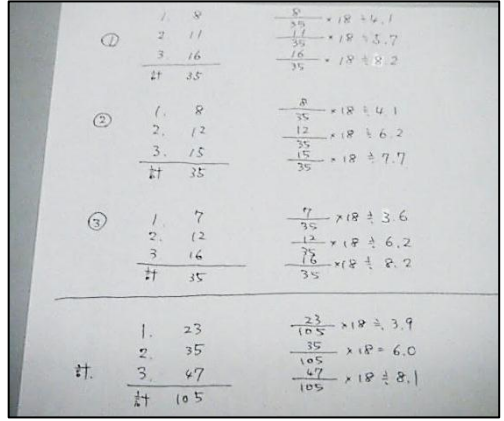 ① 1. 8 8/35 × 18 ≒ 4.1
2. 11 11/35 × 18 ≒ 5.7
3 16 16/35 × 18 ≒ 8.2
計 35
② 1. 8 8/35 × 18 ≒ 4.1
2. 12 12/35 × 18 ≒ 6.2
3. 15 15/35 × 18 ≒ 7.7
計 35
③ 1. 7 7/35 × 18 ≒ 3.6
2. 12 12/35 × 18 ≒ 6.2
3 16 16/35 × 18 ≒ 8.2
計 35
計. 1. 23 23/105 × 18 ≒ 3.9
2. 35 35/105 × 18 = 6.0
3. 47 47/105 × 18 ≒ 8.1
計 105